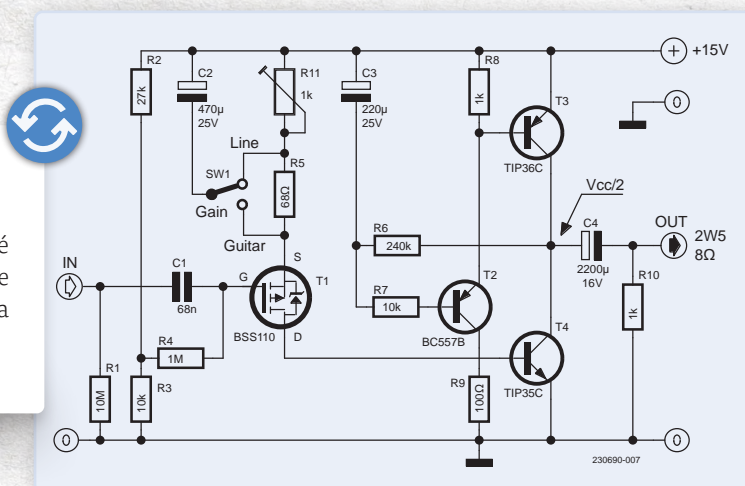 R2
27k
C2
470µ
25V
R11
1k
C3
220µ
25V
R8
1k
+
+15V
0
T3
TIP36C
Line
SW1
Gain
R5
68Ω
Guitar
Vcc/2
R6
240k
C4
2200µ
16V
OUT
2W5
8Ω
é
e
a
IN
C1
68n
S
G
T1
D
BSS110
R7
10k
T2
BC557B
R10
1k
R4
1M
T4
TIP35C
R1
10M
R3
10k
R9
100Ω
0
0
230690-007